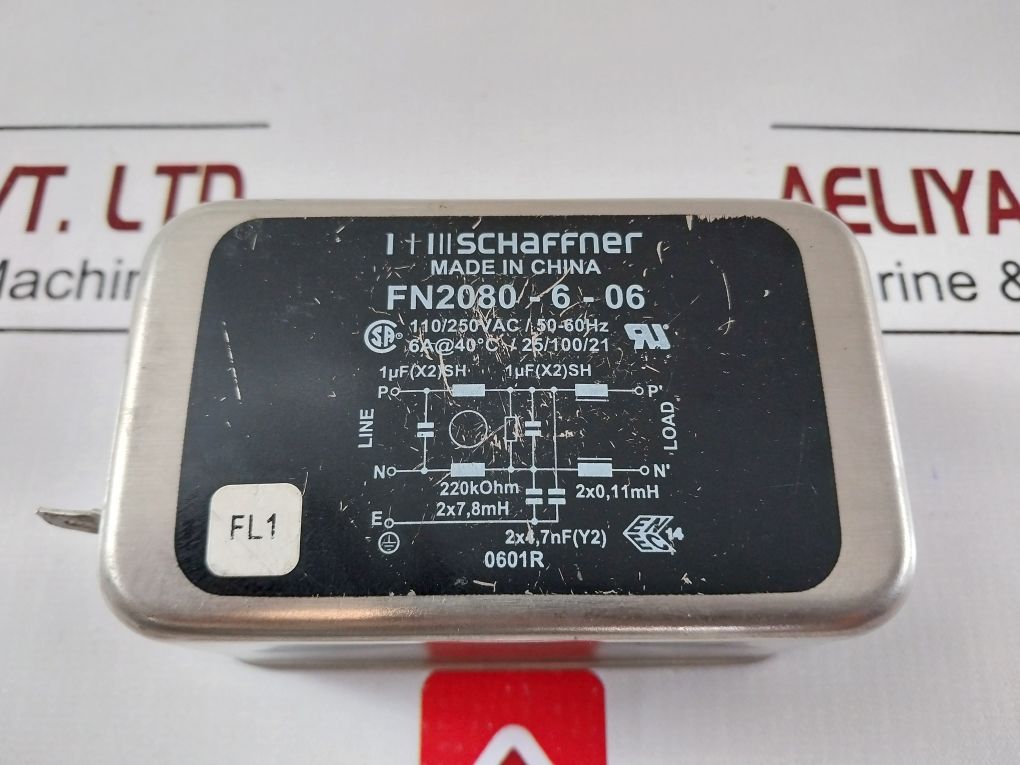 VT. LTD
AELIYA
Machin
rine &
SCHAFFNER
MADE IN CHINA
FN2080 - 6 - 06
110/250VAC / 50-60Hz
6A@40°C - 25/100/21
1µF(X2)SH 1µF(X2)SH
P P'
LINE
LOAD
N N'
220kOhm 2x0,11mH
2x7,8mH
E
2x4,7nF(Y2)
14
0601R
FL1